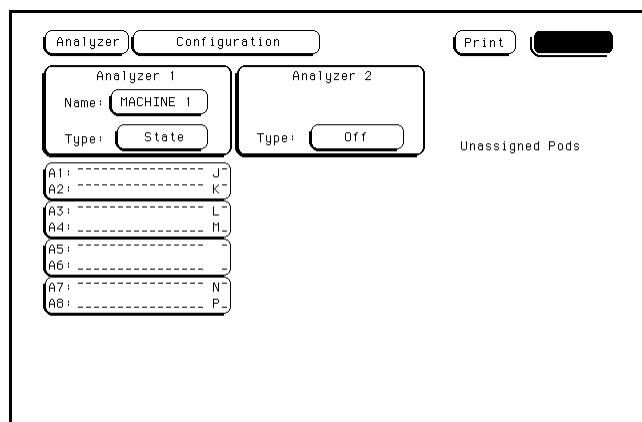 Analyzer Configuration Print
Analyzer 1 Analyzer 2
Name: MACHINE 1
Type: State Type: Off
Unassigned Pods
A1: ---------------- J-
A2: ---------------- K-
A3: ---------------- L-
A4: ---------------- M-
A5: ---------------- -
A6: ---------------- -
A7: ---------------- N-
A8: ---------------- P-